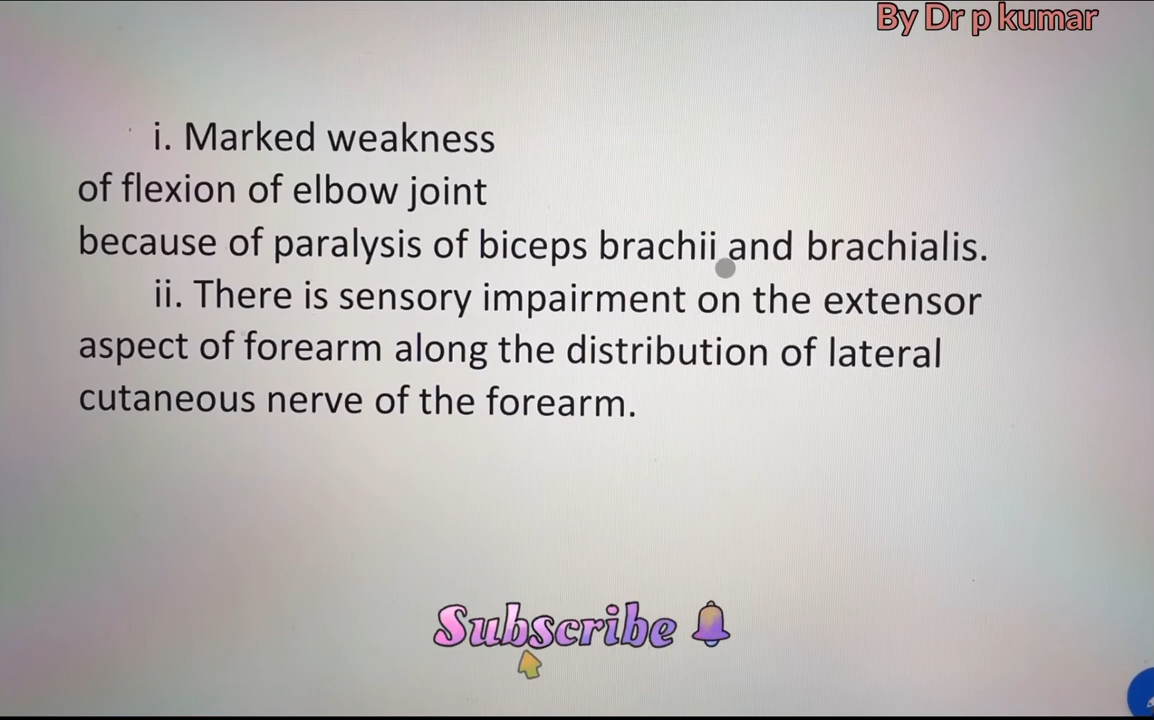 By Dr p kumar
i. Marked weakness
of flexion of elbow joint
because of paralysis of biceps brachii and brachialis.
ii. There is sensory impairment on the extensor
aspect of forearm along the distribution of lateral
cutaneous nerve of the forearm.
Subscribe